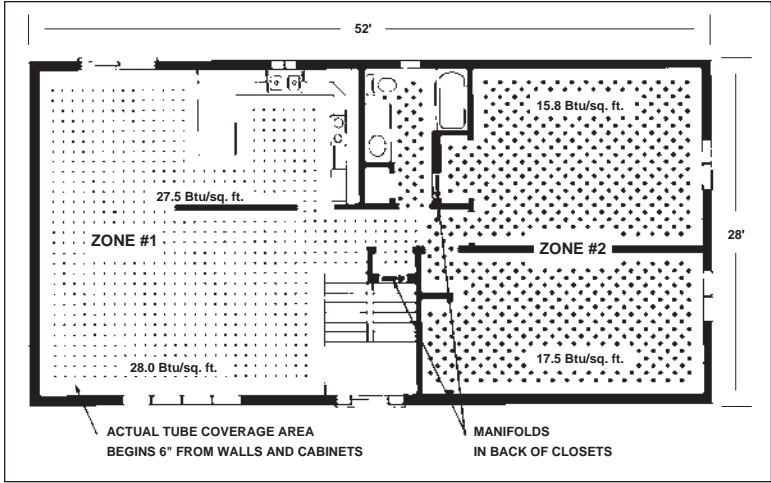 52'
15.8 Btu/sq. ft.
27.5 Btu/sq. ft.
28'
ZONE #1
ZONE #2
28.0 Btu/sq. ft.
17.5 Btu/sq. ft.
ACTUAL TUBE COVERAGE AREA
BEGINS 6" FROM WALLS AND CABINETS
MANIFOLDS
IN BACK OF CLOSETS